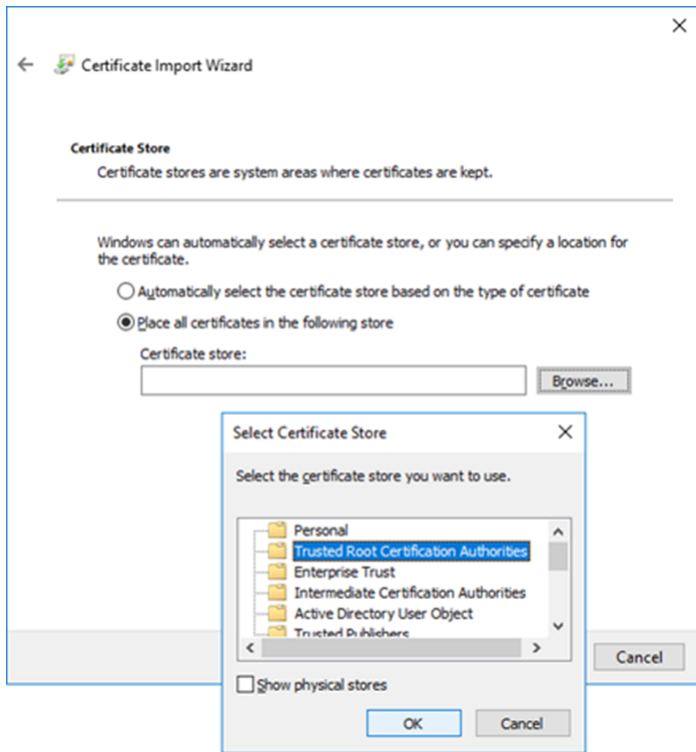 Certificate Import Wizard
Certificate Store
Certificate stores are system areas where certificates are kept.
Windows can automatically select a certificate store, or you can specify a location for
the certificate.
Automatically select the certificate store based on the type of certificate
Place all certificates in the following store
Certificate store:
Browse...
Select Certificate Store
Select the certificate store you want to use.
Personal
Trusted Root Certification Authorities
Enterprise Trust
Intermediate Certification Authorities
Active Directory User Object
Trusted Publishers
Show physical stores
OK Cancel
Cancel